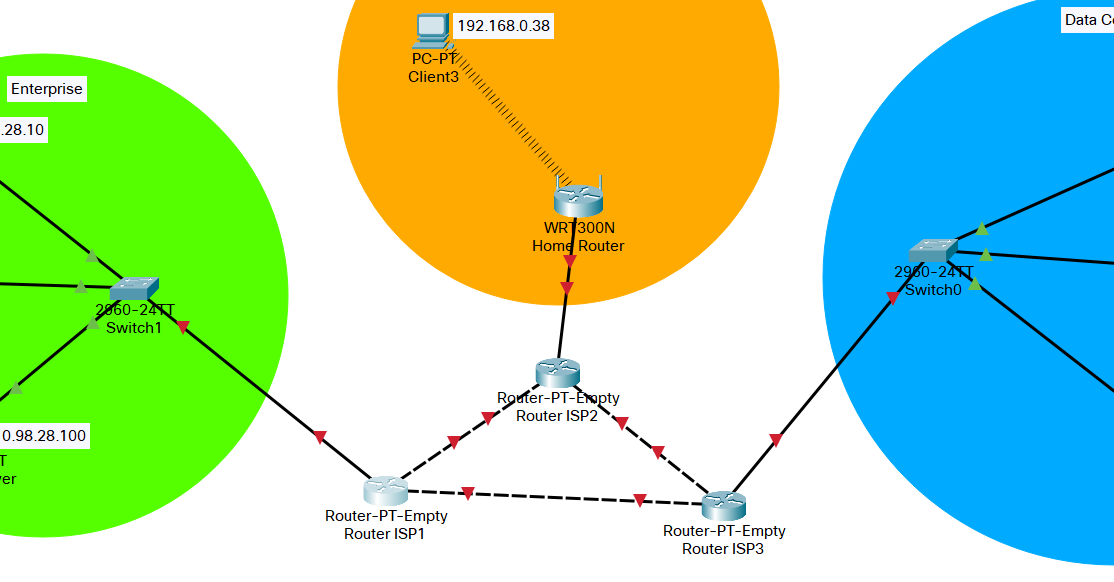 192.168.0.38
PC-PT
Client3
Data
Enterprise
.28.10
WRT300N
Home Router
2960-24TT
Switch0
2960-24TT
Switch1
Router-PT-Empty
Router ISP2
0.98.28.100
T
ver
Router-PT-Empty
Router ISP1
Router-PT-Empty
Router ISP3